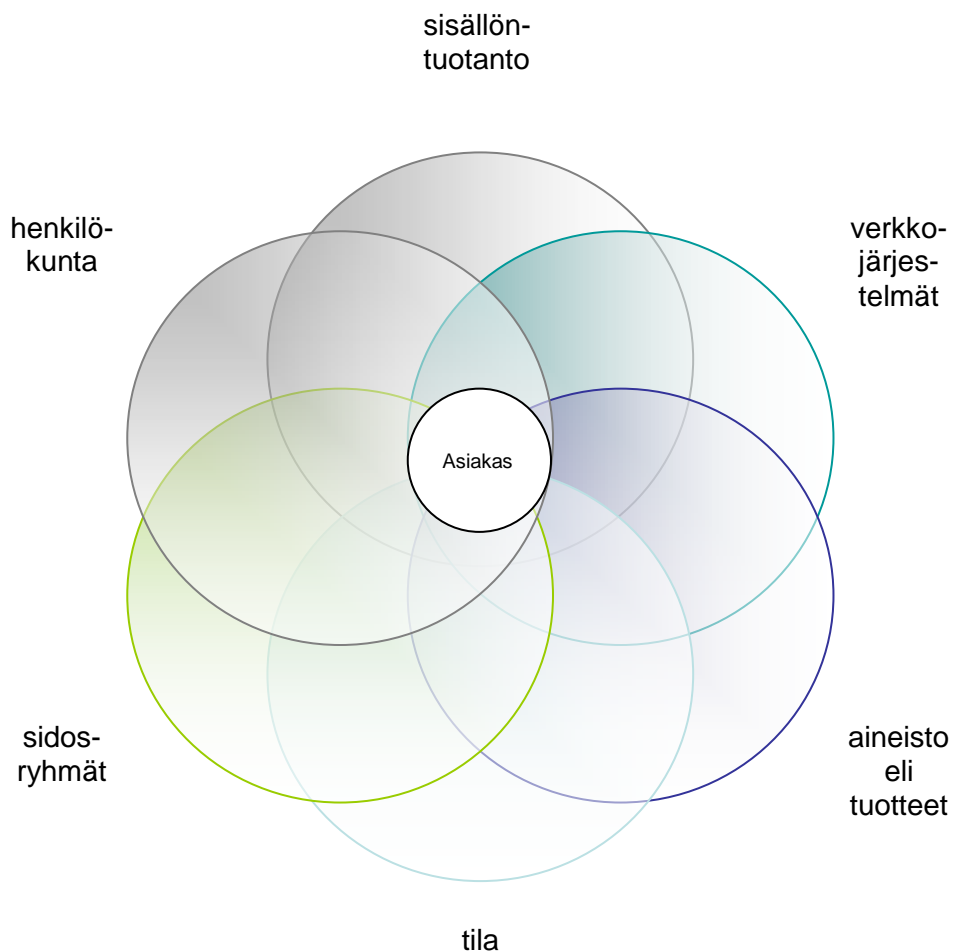 sisällön-
tuotanto
henkilö-
kunta
verkko-
järjes-
telmät
Asiakas
sidos-
ryhmät
aineisto
eli
tuotteet
tila